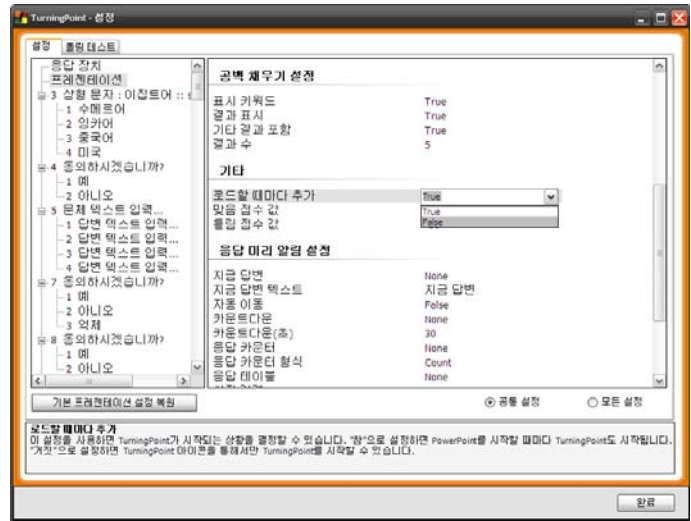 TurningPoint - 설정
설정
폴링 테스트
응답 장치
프레젠테이션
3 상형 문자 : 이집트어 ::
1 수메르어
2 잉카어
3 중국어
4 미국
4 동의하시겠습니까?
1 예
2 아니오
5 문제 텍스트 입력...
1 답변 텍스트 입력...
2 답변 텍스트 입력...
3 답변 텍스트 입력...
4 답변 텍스트 입력...
7 동의하시겠습니까?
1 예
2 아니오
3 억제
8 동의하시겠습니까?
1 예
2 아니오
공백 채우기 설정
표시 키워드 True
결과 표시 True
기타 결과 포함 True
결과 수 5
기타
로드할 때마다 추가 True
맞음 점수 값 True
틀림 점수 값 False
응답 미리 알림 설정
지금 답변 None
지금 답변 텍스트 지금 답변
자동 이동 False
카운트다운 None
카운트다운(초) 30
응답 카운터 None
응답 카운터 형식 Count
응답 테이블 None
기본 프레젠테이션 설정 복원
공통 설정
모든 설정
로드할 때마다 추가
이 설정을 사용하면 TurningPoint가 시작되는 상황을 결정할 수 있습니다. "참"으로 설정하면 PowerPoint를 시작할 때마다 TurningPoint도 시작됩니다.
"거짓"으로 설정하면 TurningPoint 아이콘을 통해서만 TurningPoint를 시작할 수 있습니다.
완료